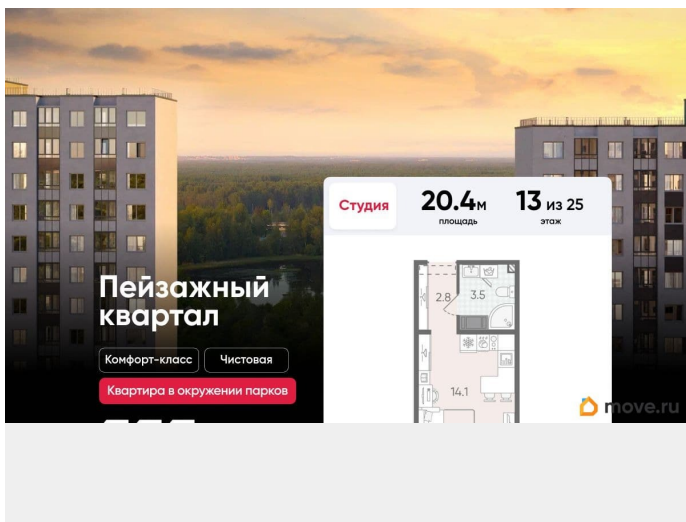 Студия
20.4м
площадь
13 из 25
этаж
Пейзажный
квартал
Комфорт-класс
Чистовая
Квартира в окружении парков
2.8
3.5
14.1
move.ru